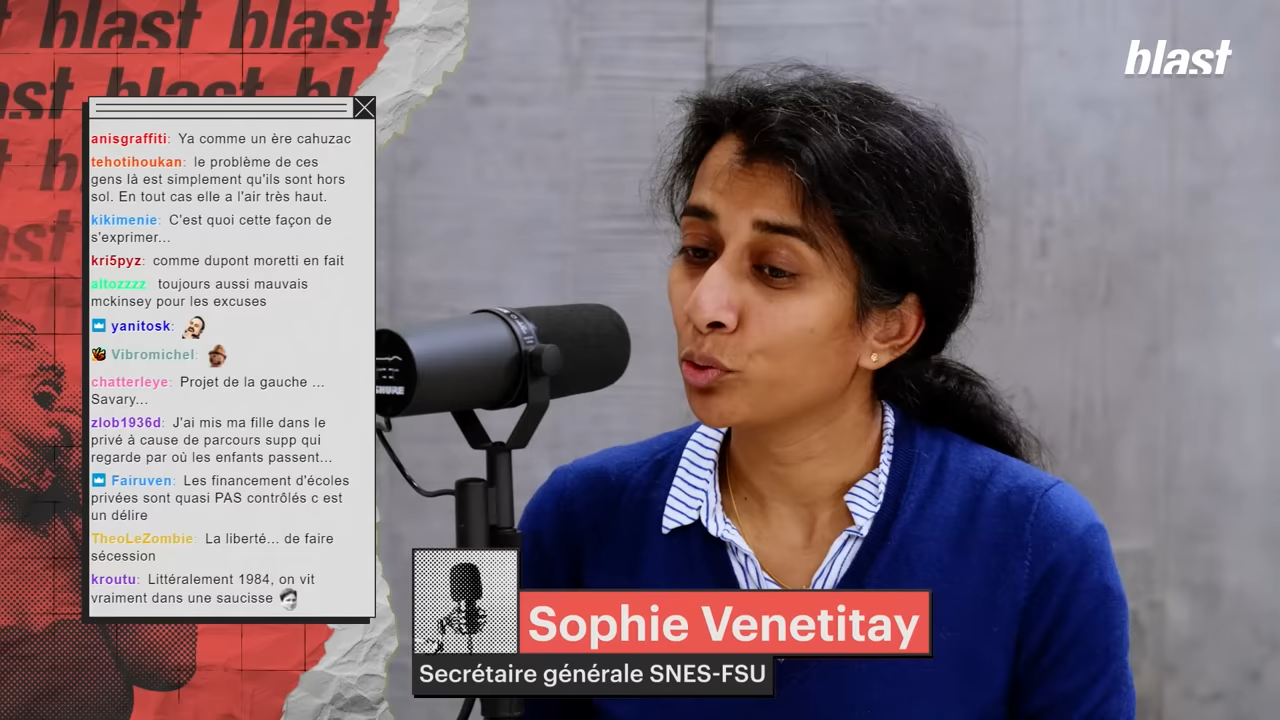 blast blast
ast blast bl
t bl
ast
blast
anisgraffiti: Ya comme un ère cahuzac
tehotihoukan: le problème de ces
gens là est simplement qu'ils sont hors
sol. En tout cas elle a l'air très haut.
kikimenie: C'est quoi cette façon de
s'exprimer...
kri5pyz: comme dupont moretti en fait
altozzzz toujours aussi mauvais
mckinsey pour les excuses
yanitosk:
Vibromichel:
chatterleye: Projet de la gauche ...
Savary...
zlob1936d: J'ai mis ma fille dans le
privé à cause de parcours supp qui
regarde par où les enfants passent...
Fairuven: Les financement d'écoles
privées sont quasi PAS contrôlés c est
un délire
TheoLeZombie: La liberté... de faire
sécession
kroutu: Littéralement 1984, on vit
vraiment dans une saucisse
SHURE
Sophie Venetitay
Secrétaire générale SNES-FSU